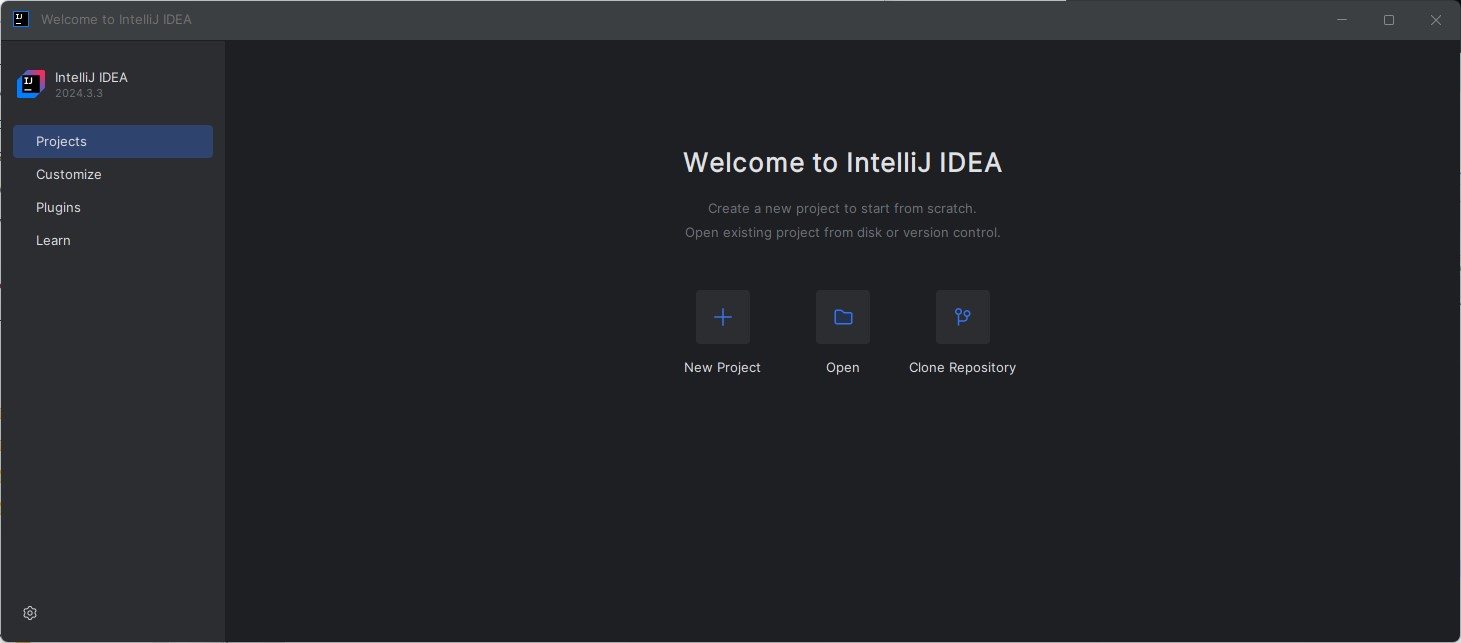 Welcome to IntelliJ IDEA
IntelliJ IDEA
2024.3.3
Projects
Customize
Plugins
Learn
Welcome to IntelliJ IDEA
Create a new project to start from scratch.
Open existing project from disk or version control.
New Project
Open
Clone Repository